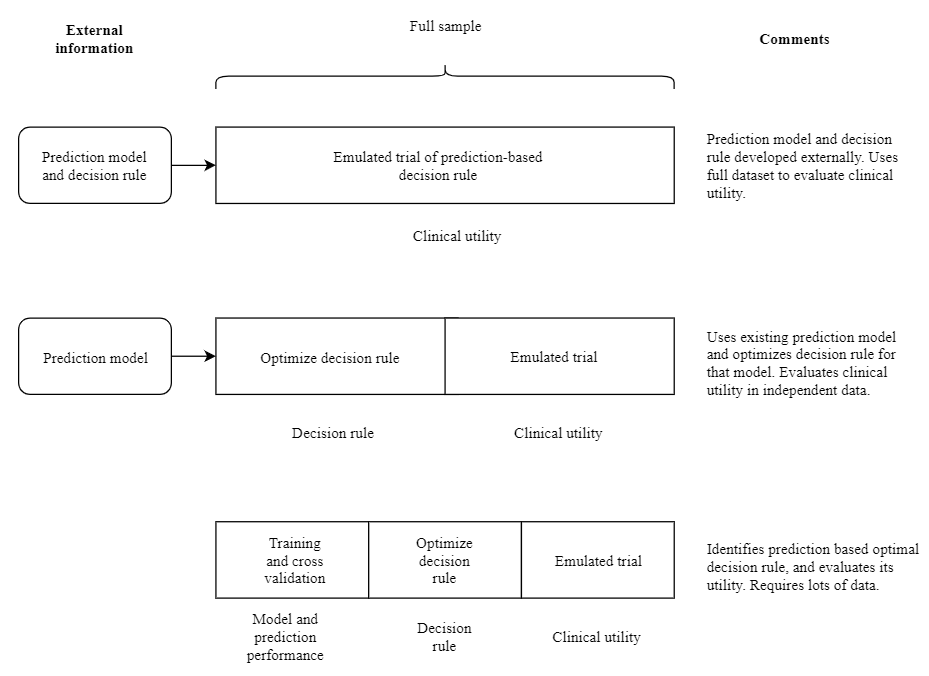 External
information
Full sample
Comments
Prediction model
and decision rule
Emulated trial of prediction-based
decision rule
Prediction model and decision
rule developed externally. Uses
full dataset to evaluate clinical
utility.
Clinical utility
Prediction model
Optimize decision rule
Emulated trial
Uses existing prediction model
and optimizes decision rule for
that model. Evaluates clinical
utility in independent data.
Decision rule
Clinical utility
Training
and cross
validation
Optimize
decision
rule
Emulated trial
Identifies prediction based optimal
decision rule, and evaluates its
utility. Requires lots of data.
Model and
prediction
performance
Decision
rule
Clinical utility